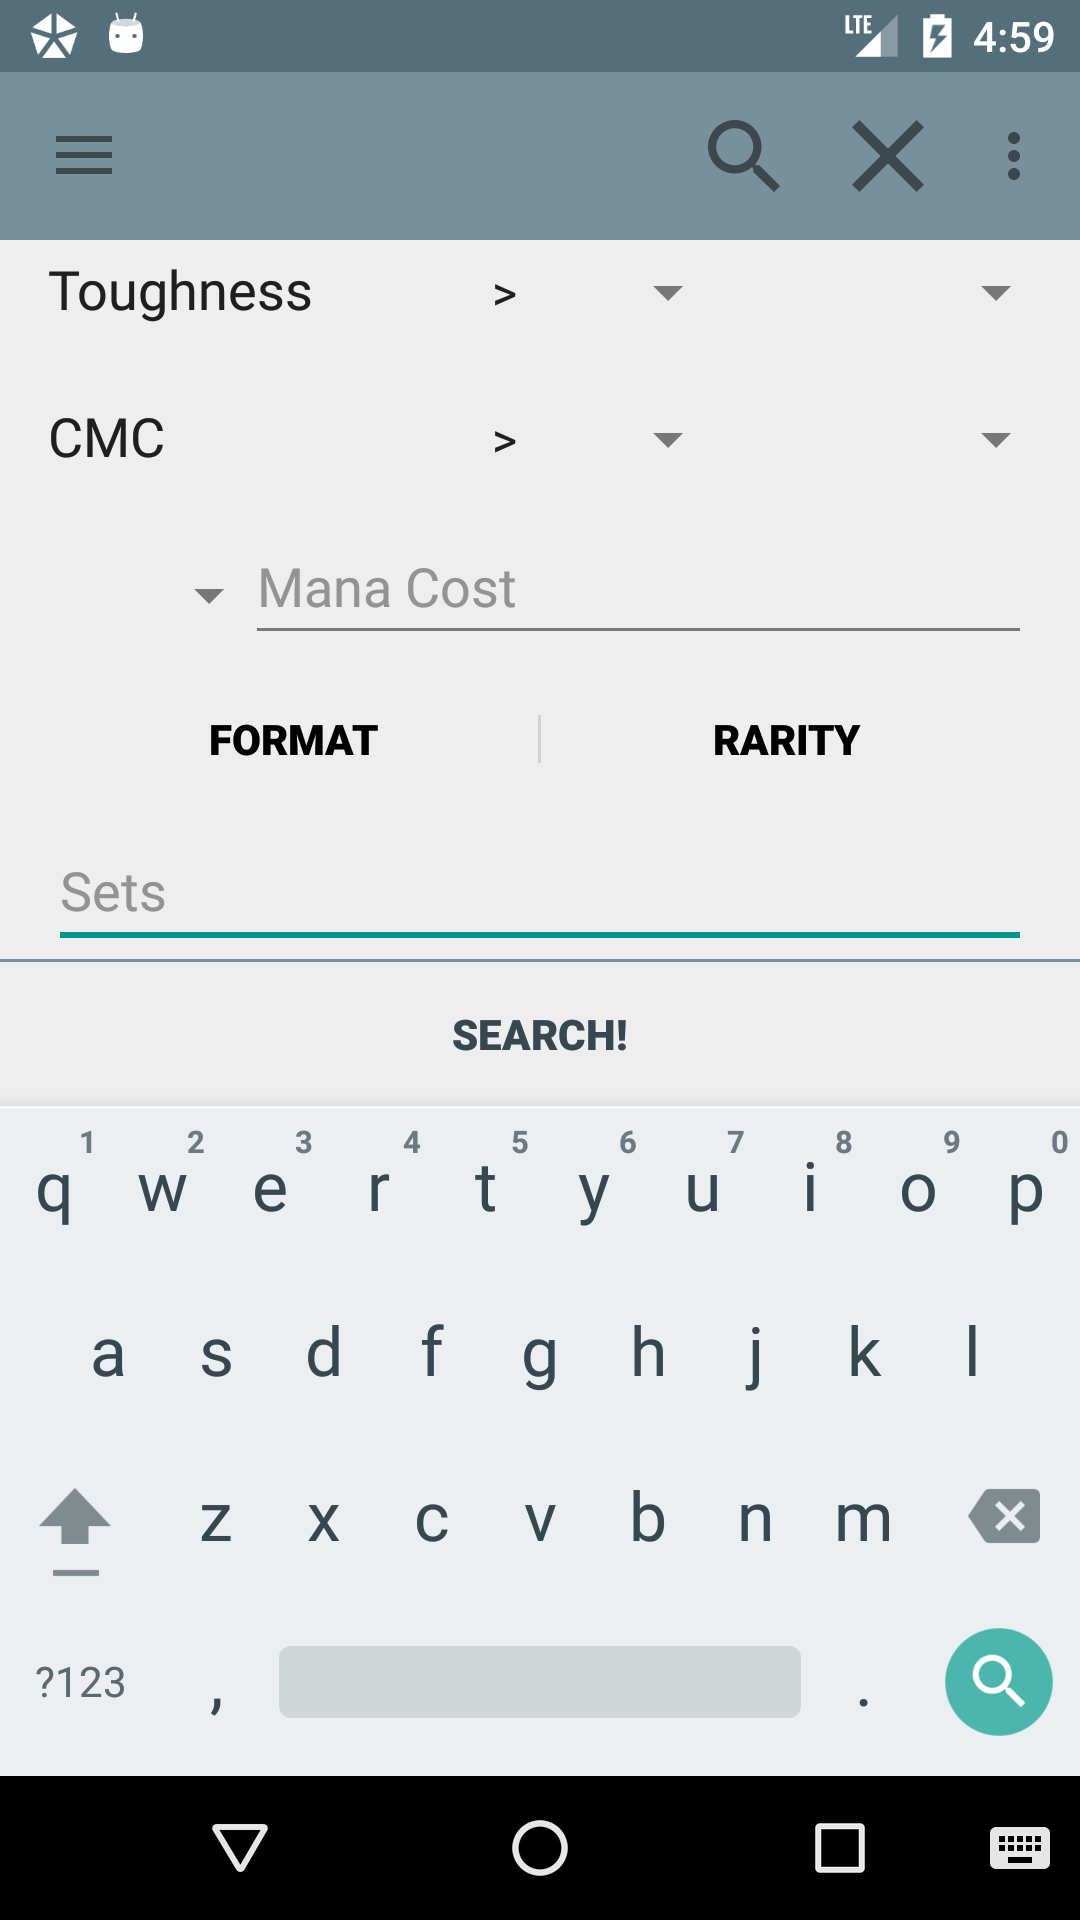 LTE 4:59
Toughness >
CMC >
Mana Cost
FORMAT RARITY
Sets
SEARCH!
1 2 3 4 5 6 7 8 9 0
q w e r t y u i o p
a s d f g h j k l
z x c v b n m
?123 , .